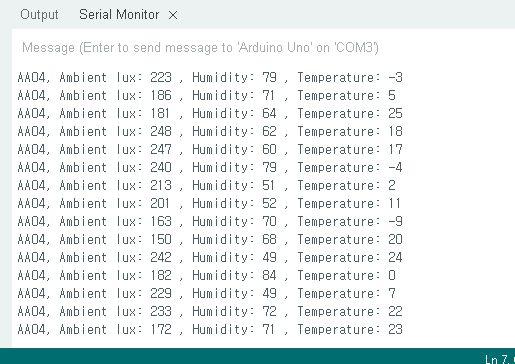 Output Serial Monitor ×
Message (Enter to send message to 'Arduino Uno' on 'COM3')
AA04, Ambient lux: 223 , Humidity: 79 , Temperature: -3
AA04, Ambient lux: 186 , Humidity: 71 , Temperature: 5
AA04, Ambient lux: 181 , Humidity: 64 , Temperature: 25
AA04, Ambient lux: 248 , Humidity: 62 , Temperature: 18
AA04, Ambient lux: 247 , Humidity: 60 , Temperature: 17
AA04, Ambient lux: 240 , Humidity: 79 , Temperature: -4
AA04, Ambient lux: 213 , Humidity: 51 , Temperature: 2
AA04, Ambient lux: 201 , Humidity: 52 , Temperature: 11
AA04, Ambient lux: 163 , Humidity: 70 , Temperature: -9
AA04, Ambient lux: 150 , Humidity: 68 , Temperature: 20
AA04, Ambient lux: 242 , Humidity: 49 , Temperature: 24
AA04, Ambient lux: 182 , Humidity: 84 , Temperature: 0
AA04, Ambient lux: 229 , Humidity: 49 , Temperature: 7
AA04, Ambient lux: 233 , Humidity: 72 , Temperature: 22
AA04, Ambient lux: 172 , Humidity: 71 , Temperature: 23
Ln 7,